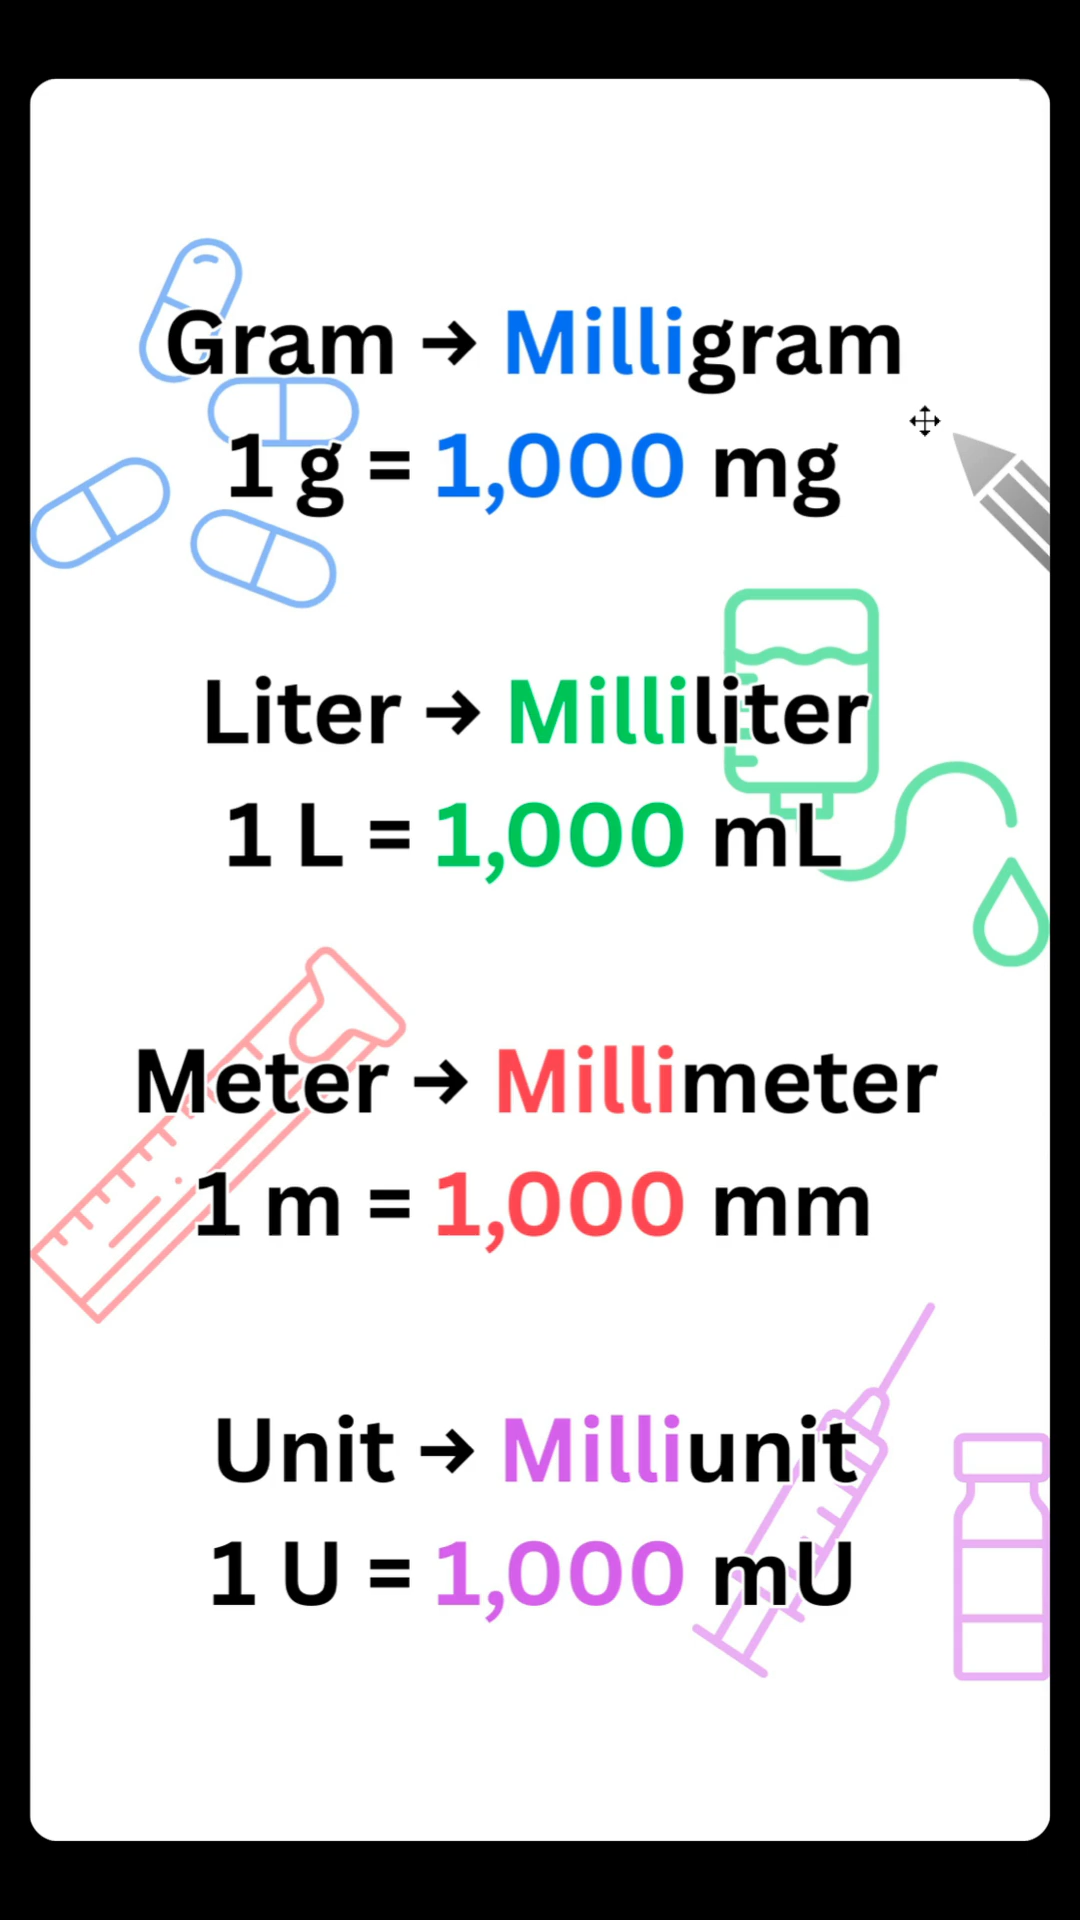 Gram → Milligram
1 g = 1,000 mg
Liter → Milliliter
1 L = 1,000 mL
Meter → Millimeter
1 m = 1,000 mm
Unit → Milliunit
1 U = 1,000 mU